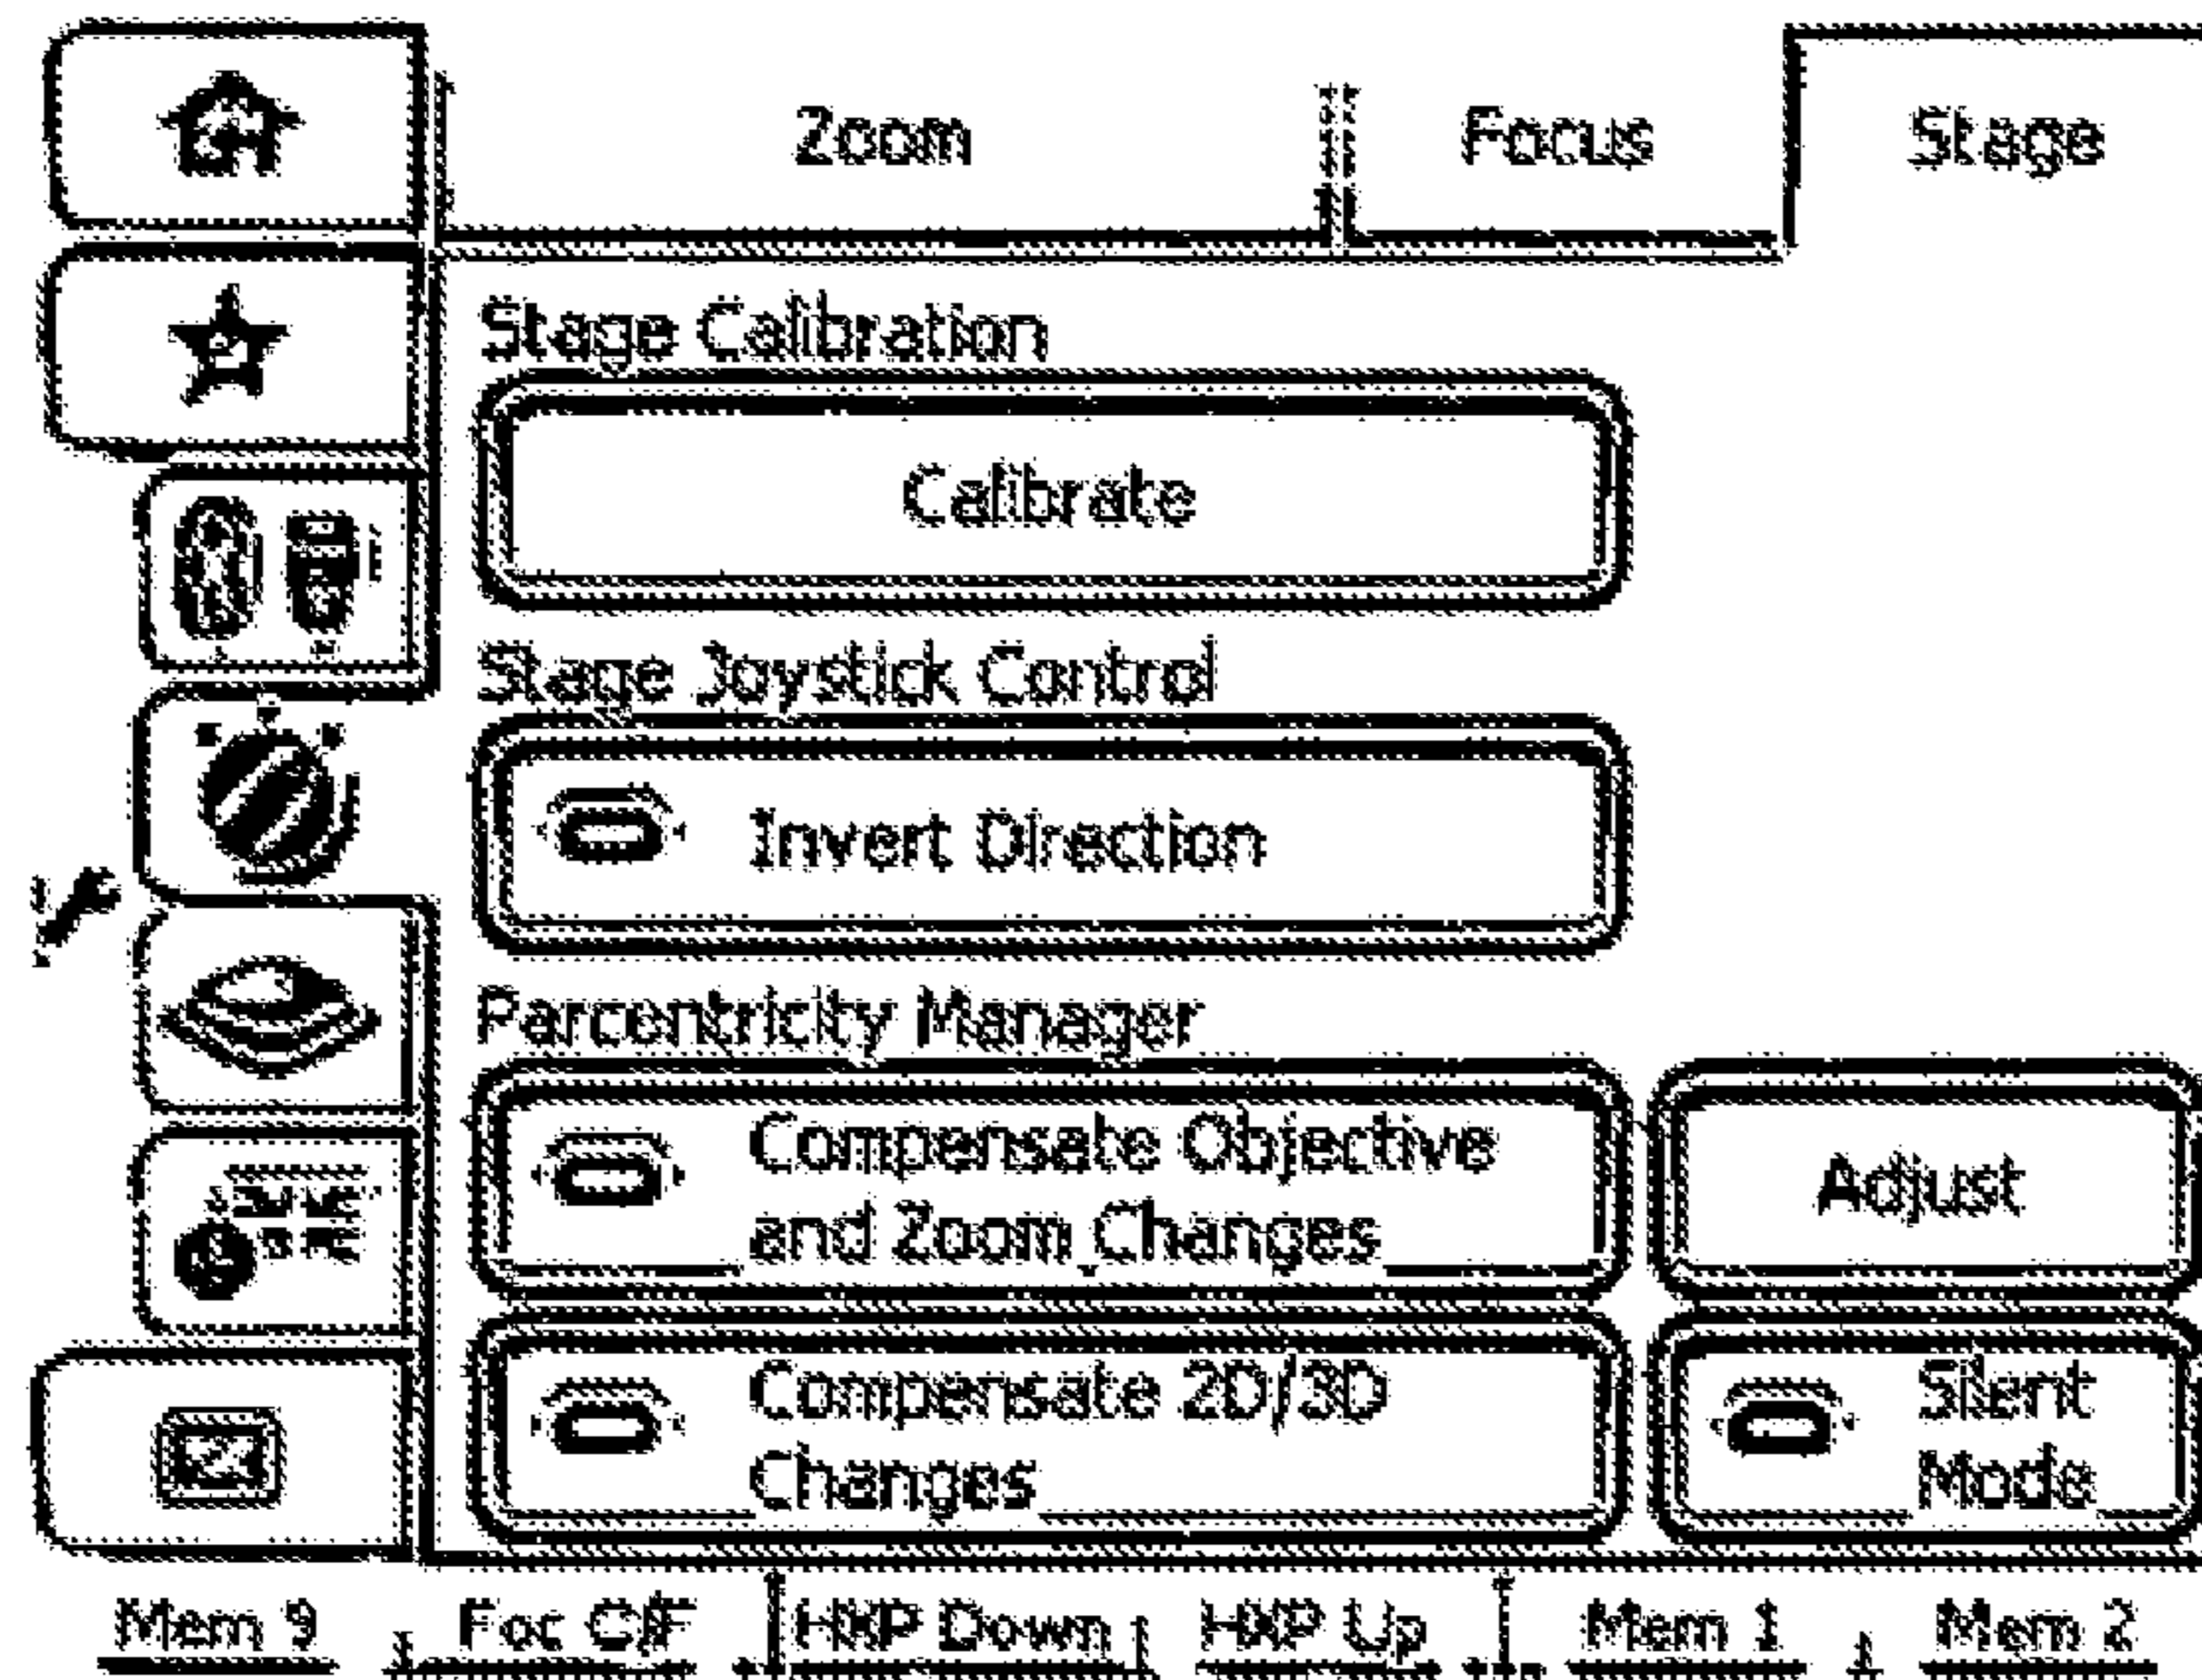 Zoom Focus Stage
Stage Calibration
Calibrate
Stage Joystick Control
Invert Direction
Parcentricity Manager
Compensate Objective
and Zoom Changes
Adjust
Compensate 2D/3D
Changes
Silent
Mode
Mem 9 Foc C/F HXP Down HXP Up Mem 1 Mem 2